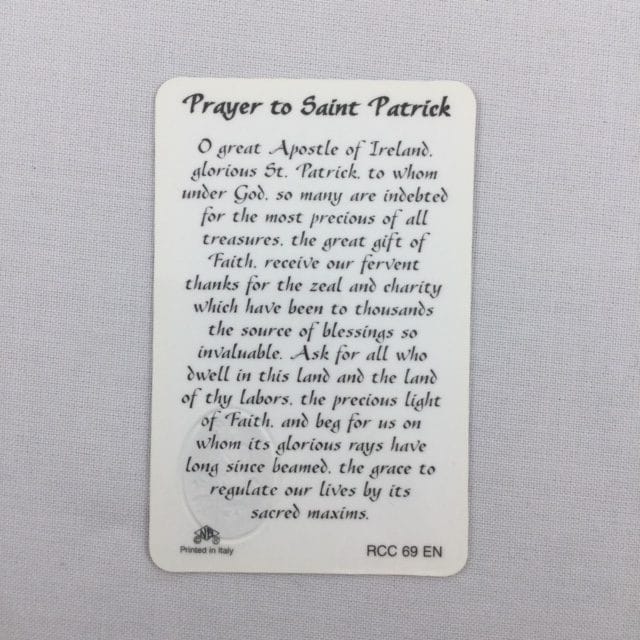 Prayer to Saint Patrick
O great Apostle of Ireland,
glorious St. Patrick, to whom
under God, so many are indebted
for the most precious of all
treasures, the great gift of
Faith, receive our fervent
thanks for the zeal and charity
which have been to thousands
the source of blessings so
invaluable. Ask for all who
dwell in this land and the land
of thy labors, the precious light
of Faith, and beg for us on
whom its glorious rays have
long since beamed, the grace to
regulate our lives by its
sacred maxims.
Printed in Italy
RCC 69 EN